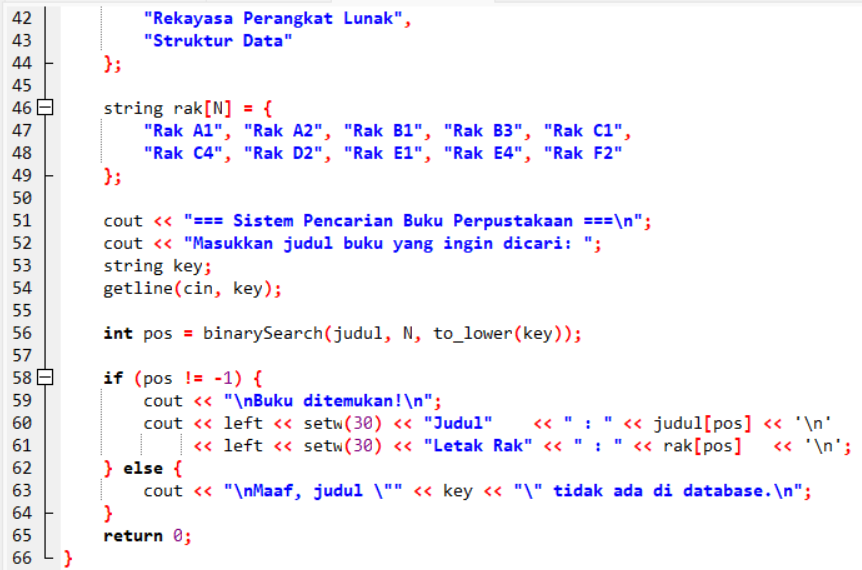 42 "Rekayasa Perangkat Lunak",
43 "Struktur Data"
44 };
45
46 string rak[N] = {
47 "Rak A1", "Rak A2", "Rak B1", "Rak B3", "Rak C1",
48 "Rak C4", "Rak D2", "Rak E1", "Rak E4", "Rak F2"
49 };
50
51 cout << "=== Sistem Pencarian Buku Perpustakaan ===\n";
52 cout << "Masukkan judul buku yang ingin dicari: ";
53 string key;
54 getline(cin, key);
55
56 int pos = binarySearch(judul, N, to_lower(key));
57
58 if (pos != -1) {
59 cout << "\nBuku ditemukan!\n";
60 cout << left << setw(30) << "Judul" << " : " << judul[pos] << '\n'
61 << left << setw(30) << "Letak Rak" << " : " << rak[pos] << '\n';
62 } else {
63 cout << "\nMaaf, judul \"" << key << "\" tidak ada di database.\n";
64 }
65 return 0;
66 }